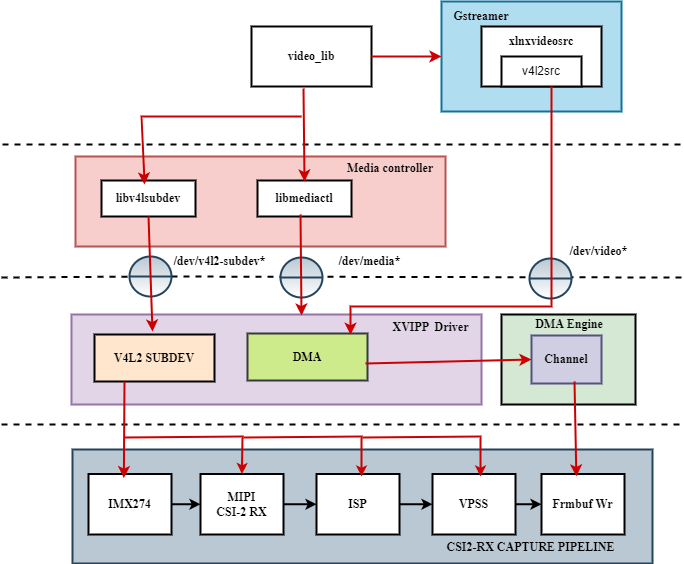 Gstreamer
xlnxvideosrc
v4l2src
video_lib
Media controller
libv4lsubdev
libmediactl
/dev/v4l2-subdev*
/dev/media*
/dev/video*
XVIPP Driver
V4L2 SUBDEV
DMA
DMA Engine
Channel
IMX274
MIPI
CSI-2 RX
ISP
VPSS
Frmbuf Wr
CSI2-RX CAPTURE PIPELINE